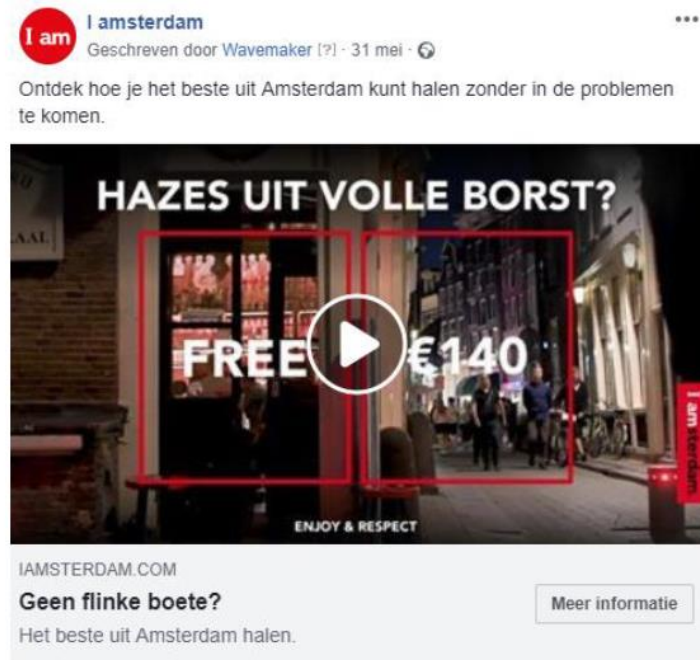 I am
I amsterdam
Geschreven door Wavemaker [?] · 31 mei ·
Ontdek hoe je het beste uit Amsterdam kunt halen zonder in de problemen
te komen.
AAL
HAZES UIT VOLLE BORST?
FREE
€140
I amsterdam
ENJOY & RESPECT
IAMSTERDAM.COM
Geen flinke boete?
Meer informatie
Het beste uit Amsterdam halen.